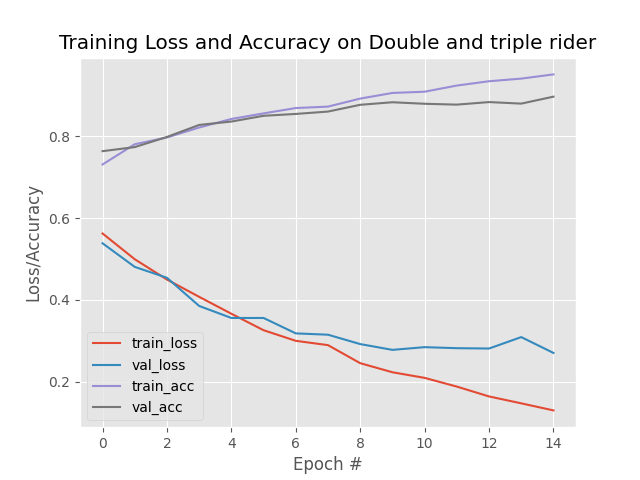 Training Loss and Accuracy on Double and triple rider
0.8
0.6
0.4
0.2
Loss/Accuracy
train_loss
val_loss
train_acc
val_acc
0 2 4 6 8 10 12 14
Epoch #